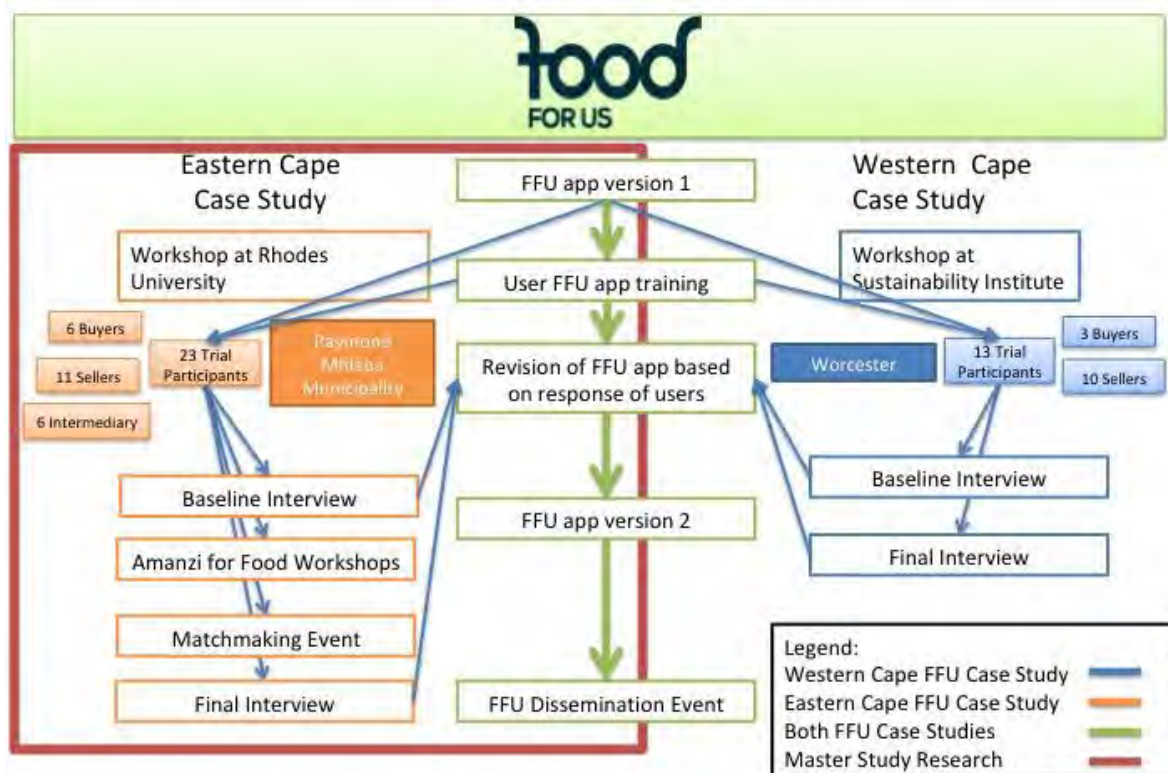 food
FOR US
Eastern Cape
Case Study
FFU app version 1
Western Cape
Case Study
Workshop at Rhodes
University
User FFU app training
Workshop at
Sustainability Institute
6 Buyers
11 Sellers
6 Intermediary
23 Trial
Participants
Raymond
Mhlaba
Municipality
Revision of FFU app based
on response of users
Worcester
13 Trial
Participants
3 Buyers
10 Sellers
Baseline Interview
Amanzi for Food Workshops
Matchmaking Event
Final Interview
FFU app version 2
FFU Dissemination Event
Baseline Interview
Final Interview
Legend:
Western Cape FFU Case Study
Eastern Cape FFU Case Study
Both FFU Case Studies
Master Study Research